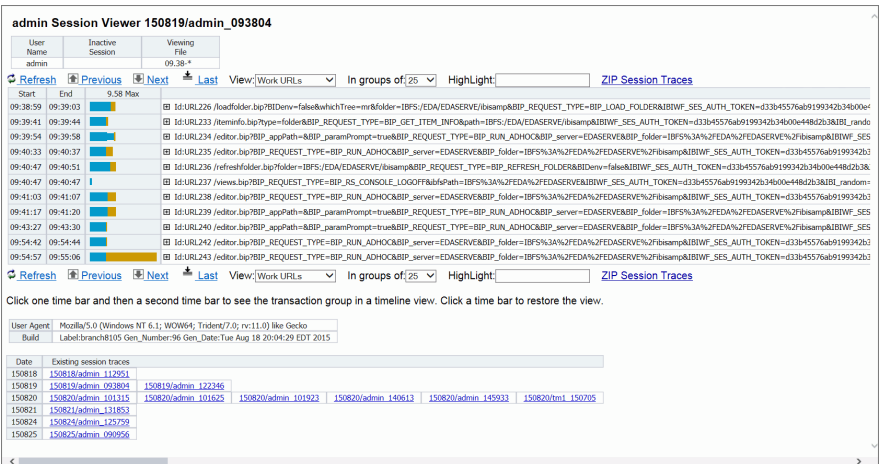 admin Session Viewer 150819/admin_093804
User Name Inactive Session Viewing File
admin 09.38-*
Refresh Previous Next Last View: Work URLs In groups of: 25 HighLight: ZIP Session Traces
Start End 9.58 Max
09:38:59 09:39:03 Id:URL226 /loadfolder.bip?BIDenv=false&whichTree=mr&folder=IBFS:/EDA/EDASERVE/ibisamp&BIP_REQUEST_TYPE=BIP_LOAD_FOLDER&IBIWF_SES_AUTH_TOKEN=d33b45576ab9199342b34b00e4
09:39:41 09:39:44 Id:URL233 /iteminfo.bip?type=folder&BIP_REQUEST_TYPE=BIP_GET_ITEM_INFO&path=IBFS:/EDA/EDASERVE/ibisamp&IBIWF_SES_AUTH_TOKEN=d33b45576ab9199342b34b00e448d2b3&IBI_rando
09:39:54 09:39:58 Id:URL234 /editor.bip?BIP_appPath=&BIP_paramPrompt=true&BIP_REQUEST_TYPE=BIP_RUN_ADHOC&BIP_server=EDASERVE&BIP_folder=IBFS%3A%2FEDA%2FEDASERVE%2Fibisamp&IBIWF_SES
09:40:33 09:40:37 Id:URL235 /editor.bip?BIP_REQUEST_TYPE=BIP_RUN_ADHOC&BIP_server=EDASERVE&BIP_folder=IBFS%3A%2FEDA%2FEDASERVE%2Fibisamp&IBIWF_SES_AUTH_TOKEN=d33b45576ab9199342b3
09:40:47 09:40:51 Id:URL236 /refreshfolder.bip?folder=IBFS:/EDA/EDASERVE/ibisamp&BIP_REQUEST_TYPE=BIP_REFRESH_FOLDER&BIDenv=false&IBIWF_SES_AUTH_TOKEN=d33b45576ab9199342b34b00e448d2b3&
09:40:47 09:40:47 Id:URL237 /views.bip?BIP_REQUEST_TYPE=BIP_RS_CONSOLE_LOGOFF&ibfsPath=IBFS%3A%2FEDA%2FEDASERVE&IBIWF_SES_AUTH_TOKEN=d33b45576ab9199342b34b00e448d2b3&IBI_random=
09:41:03 09:41:07 Id:URL238 /editor.bip?BIP_REQUEST_TYPE=BIP_RUN_ADHOC&BIP_server=EDASERVE&BIP_folder=IBFS%3A%2FEDA%2FEDASERVE%2Fibisamp&IBIWF_SES_AUTH_TOKEN=d33b45576ab9199342b3
09:41:17 09:41:20 Id:URL239 /editor.bip?BIP_appPath=&BIP_paramPrompt=true&BIP_REQUEST_TYPE=BIP_RUN_ADHOC&BIP_server=EDASERVE&BIP_folder=IBFS%3A%2FEDA%2FEDASERVE%2Fibisamp&IBIWF_SES
09:43:27 09:43:30 Id:URL240 /editor.bip?BIP_appPath=&BIP_paramPrompt=true&BIP_REQUEST_TYPE=BIP_RUN_ADHOC&BIP_server=EDASERVE&BIP_folder=IBFS%3A%2FEDA%2FEDASERVE%2Fibisamp&IBIWF_SES
09:54:42 09:54:44 Id:URL242 /editor.bip?BIP_REQUEST_TYPE=BIP_RUN_ADHOC&BIP_server=EDASERVE&BIP_folder=IBFS%3A%2FEDA%2FEDASERVE%2Fibisamp&IBIWF_SES_AUTH_TOKEN=d33b45576ab9199342b3
09:54:57 09:55:06 Id:URL243 /editor.bip?BIP_REQUEST_TYPE=BIP_RUN_ADHOC&BIP_server=EDASERVE&BIP_folder=IBFS%3A%2FEDA%2FEDASERVE%2Fibisamp&IBIWF_SES_AUTH_TOKEN=d33b45576ab9199342b3
Refresh Previous Next Last View: Work URLs In groups of: 25 HighLight: ZIP Session Traces
Click one time bar and then a second time bar to see the transaction group in a timeline view. Click a time bar to restore the view.
User Agent Mozilla/5.0 (Windows NT 6.1; WOW64; Trident/7.0; rv:11.0) like Gecko
Build Label:branch8105 Gen_Number:96 Gen_Date:Tue Aug 18 20:04:29 EDT 2015
Date Existing session traces
150818 150818/admin_112951
150819 150819/admin_093804 150819/admin_122346
150820 150820/admin_101315 150820/admin_101625 150820/admin_101923 150820/admin_140613 150820/admin_145933 150820/tm1_150705
150821 150821/admin_131853
150824 150824/admin_125759
150825 150825/admin_090956